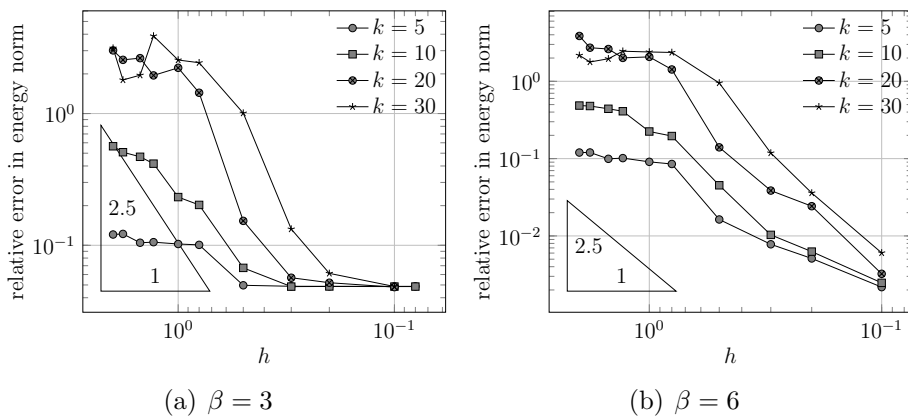 relative error in energy norm
10^0
10^{-1}
2.5
1
k = 5
k = 10
k = 20
k = 30
10^0
10^{-1}
h
(a) β = 3
relative error in energy norm
10^0
10^{-1}
10^{-2}
2.5
1
k = 5
k = 10
k = 20
k = 30
10^0
10^{-1}
h
(b) β = 6